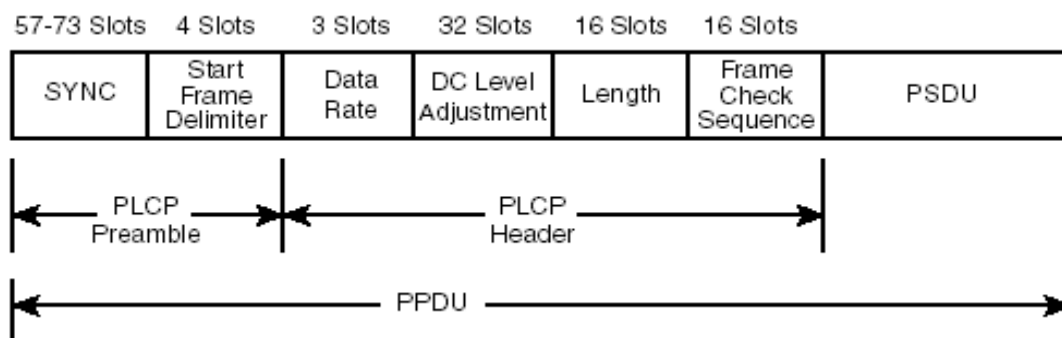 57-73 Slots 4 Slots 3 Slots 32 Slots 16 Slots 16 Slots
SYNC
Start
Frame
Delimiter
Data
Rate
DC Level
Adjustment
Length
Frame
Check
Sequence
PSDU
PLCP
Preamble
PLCP
Header
PPDU